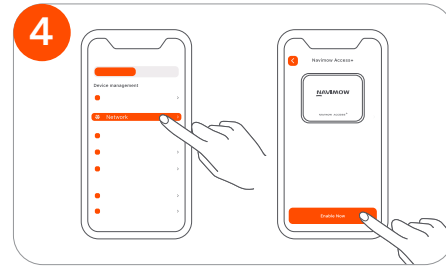 4
Device management
Network
Navimow Access+
NAVIMOW
Enable Now